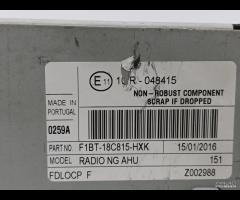 E11 10 R - 048415
NON - ROBUST COMPONENT
SCRAP IF DROPPED
MADE IN
PORTUGAL
0259A
PART NO. F1BT-18C815-HXK 15/01/2016
MODEL RADIO NG AHU 151
FDLOCP F Z002988